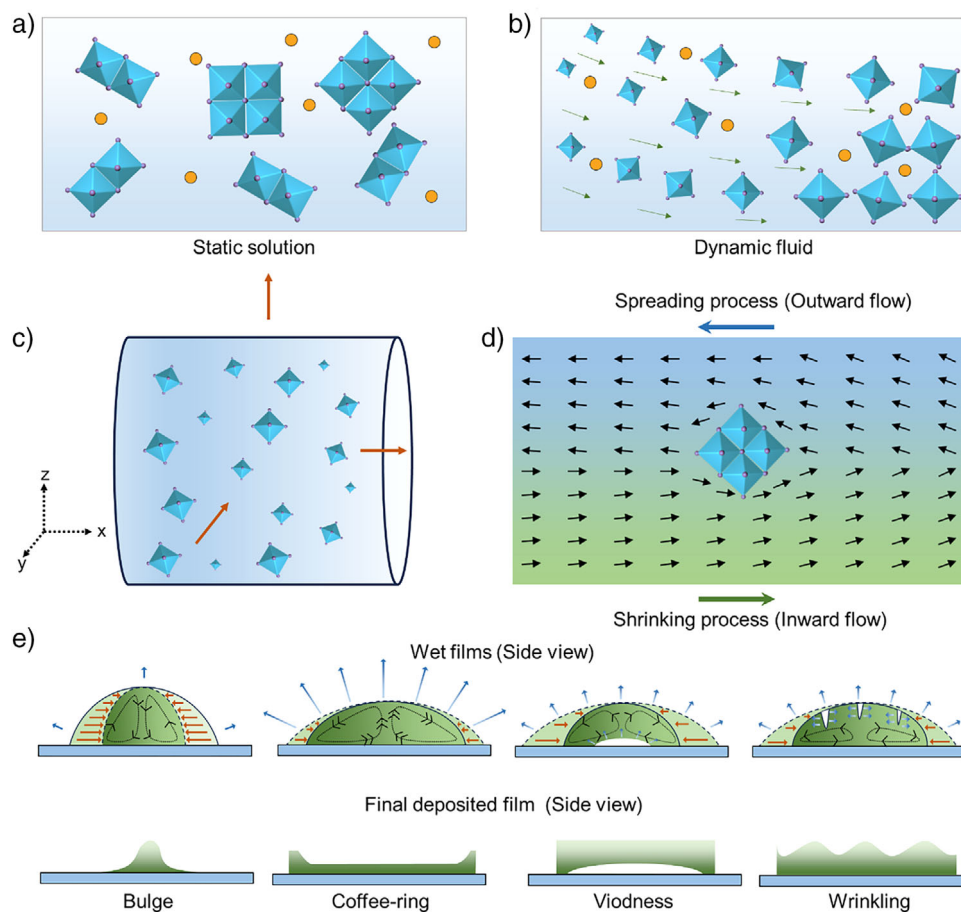 a)
b)
Static solution
Dynamic fluid
c)
Spreading process (Outward flow)
d)
z
x
y
Shrinking process (Inward flow)
e)
Wet films (Side view)
Final deposited film (Side view)
Bulge
Coffee-ring
Viodness
Wrinkling